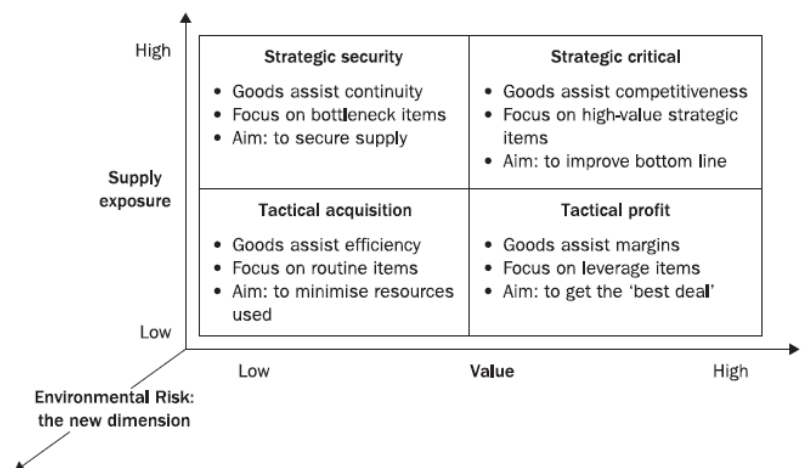 High
Strategic security
• Goods assist continuity
• Focus on bottleneck items
• Aim: to secure supply
Strategic critical
• Goods assist competitiveness
• Focus on high-value strategic
items
• Aim: to improve bottom line
Supply
exposure
Tactical acquisition
• Goods assist efficiency
• Focus on routine items
• Aim: to minimise resources
used
Tactical profit
• Goods assist margins
• Focus on leverage items
• Aim: to get the ‘best deal’
Low
Low
Value
High
Environmental Risk:
the new dimension